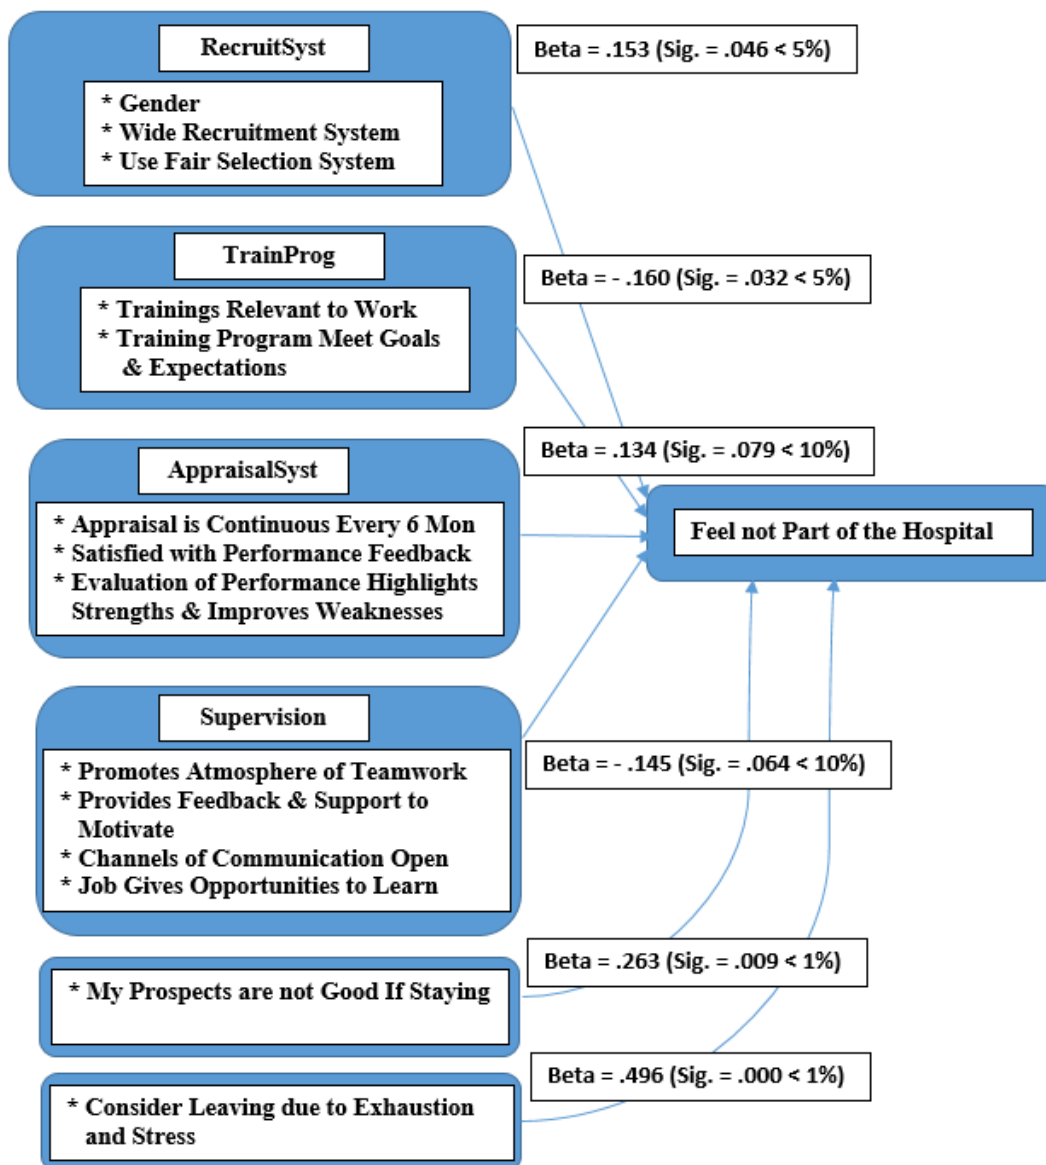 RecruitSyst
* Gender
* Wide Recruitment System
* Use Fair Selection System
Beta = .153 (Sig. = .046 < 5%)
TrainProg
* Trainings Relevant to Work
* Training Program Meet Goals
& Expectations
Beta = - .160 (Sig. = .032 < 5%)
AppraisalSyst
* Appraisal is Continuous Every 6 Mon
* Satisfied with Performance Feedback
* Evaluation of Performance Highlights
Strengths & Improves Weaknesses
Beta = .134 (Sig. = .079 < 10%)
Feel not Part of the Hospital
Supervision
* Promotes Atmosphere of Teamwork
* Provides Feedback & Support to
Motivate
* Channels of Communication Open
* Job Gives Opportunities to Learn
Beta = - .145 (Sig. = .064 < 10%)
* My Prospects are not Good If Staying
Beta = .263 (Sig. = .009 < 1%)
* Consider Leaving due to Exhaustion
and Stress
Beta = .496 (Sig. = .000 < 1%)